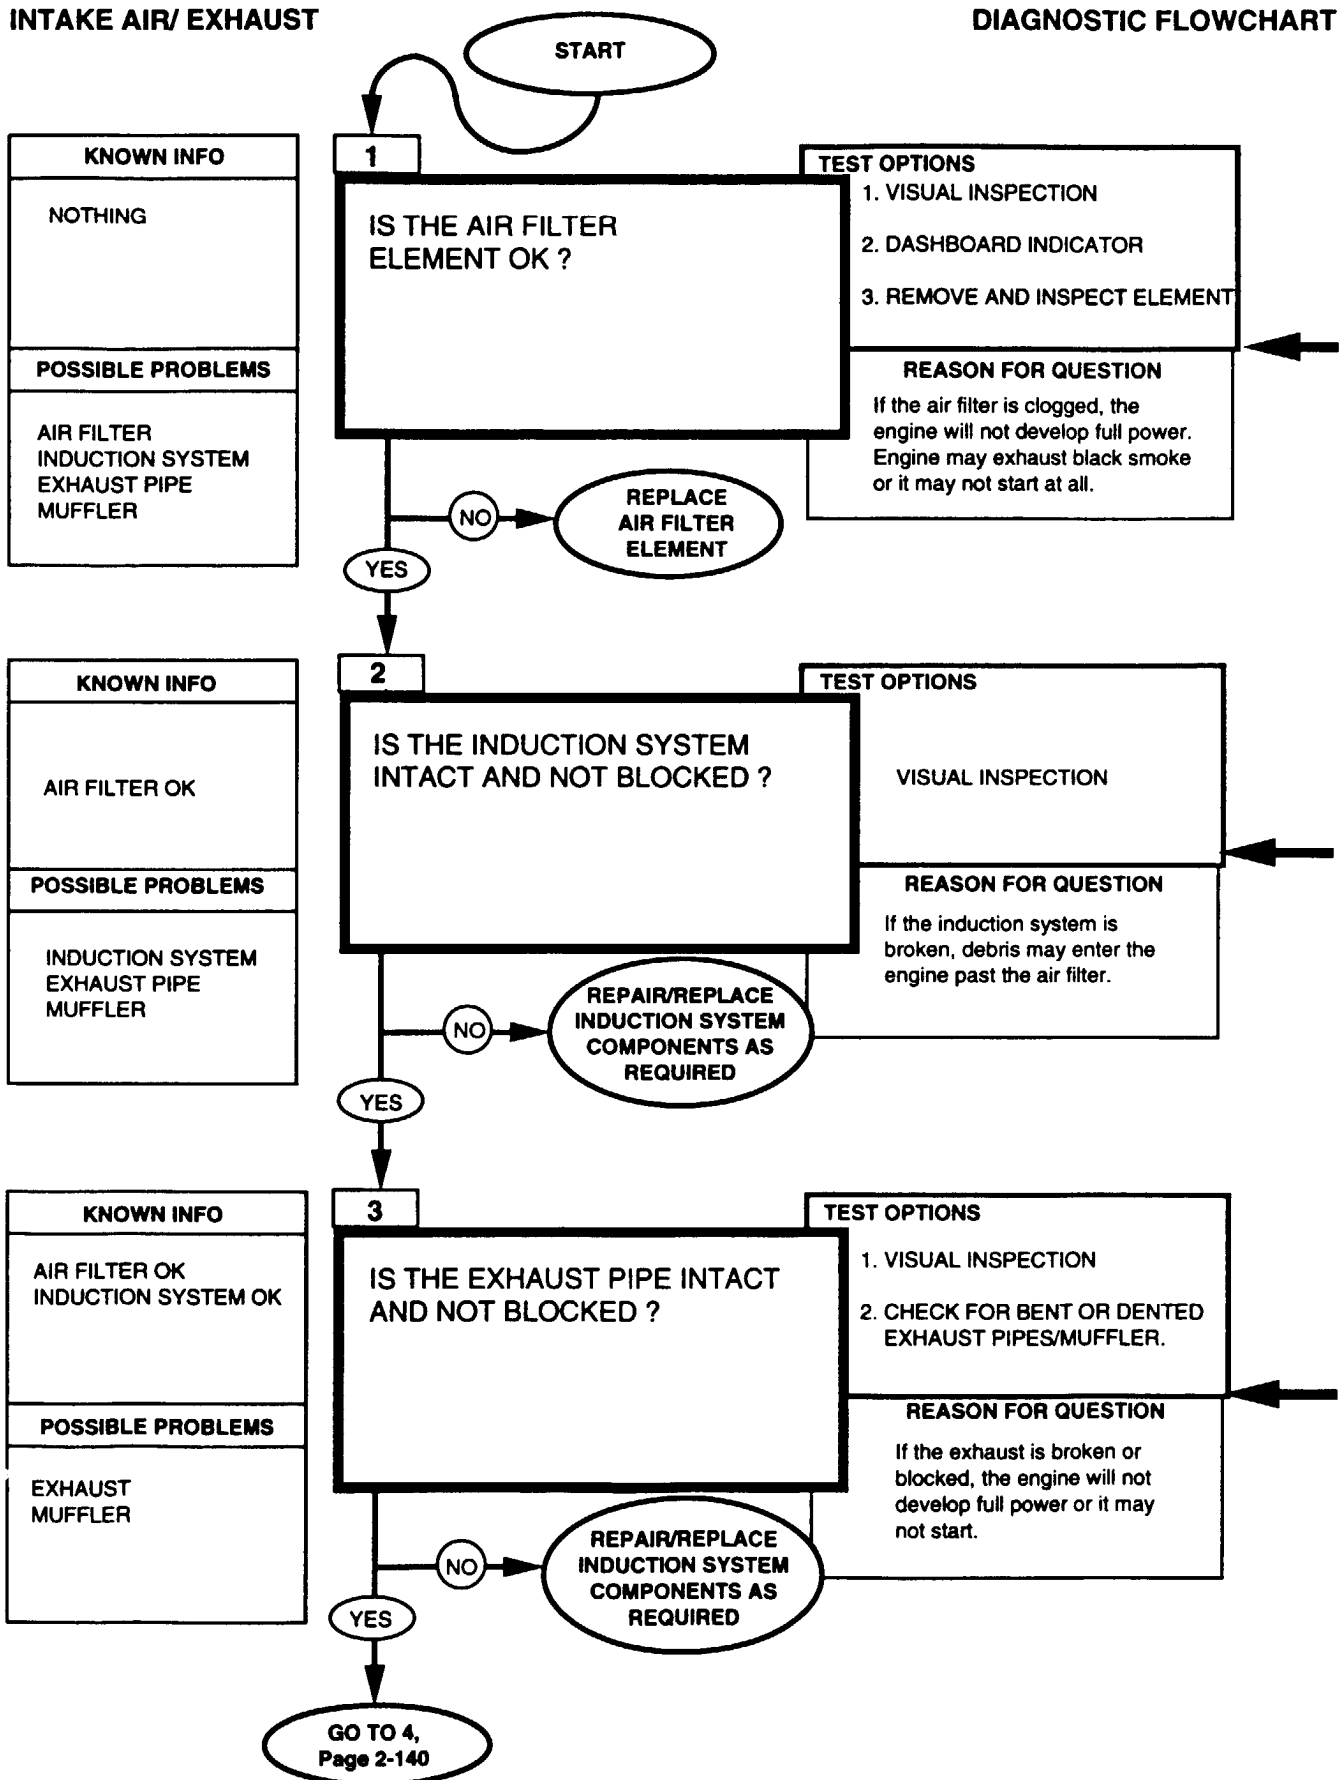 INTAKE AIR/ EXHAUST
DIAGNOSTIC FLOWCHART
START
KNOWN INFO
NOTHING
POSSIBLE PROBLEMS
AIR FILTER
INDUCTION SYSTEM
EXHAUST PIPE
MUFFLER
1
IS THE AIR FILTER
ELEMENT OK ?
TEST OPTIONS
1. VISUAL INSPECTION
2. DASHBOARD INDICATOR
3. REMOVE AND INSPECT ELEMENT
REASON FOR QUESTION
If the air filter is clogged, the
engine will not develop full power.
Engine may exhaust black smoke
or it may not start at all.
NO
REPLACE
AIR FILTER
ELEMENT
YES
KNOWN INFO
AIR FILTER OK
POSSIBLE PROBLEMS
INDUCTION SYSTEM
EXHAUST PIPE
MUFFLER
2
IS THE INDUCTION SYSTEM
INTACT AND NOT BLOCKED ?
TEST OPTIONS
VISUAL INSPECTION
REASON FOR QUESTION
If the induction system is
broken, debris may enter the
engine past the air filter.
NO
REPAIR/REPLACE
INDUCTION SYSTEM
COMPONENTS AS
REQUIRED
YES
KNOWN INFO
AIR FILTER OK
INDUCTION SYSTEM OK
POSSIBLE PROBLEMS
EXHAUST
MUFFLER
3
IS THE EXHAUST PIPE INTACT
AND NOT BLOCKED ?
TEST OPTIONS
1. VISUAL INSPECTION
2. CHECK FOR BENT OR DENTED
EXHAUST PIPES/MUFFLER.
REASON FOR QUESTION
If the exhaust is broken or
blocked, the engine will not
develop full power or it may
not start.
NO
REPAIR/REPLACE
INDUCTION SYSTEM
COMPONENTS AS
REQUIRED
YES
GO TO 4,
Page 2-140